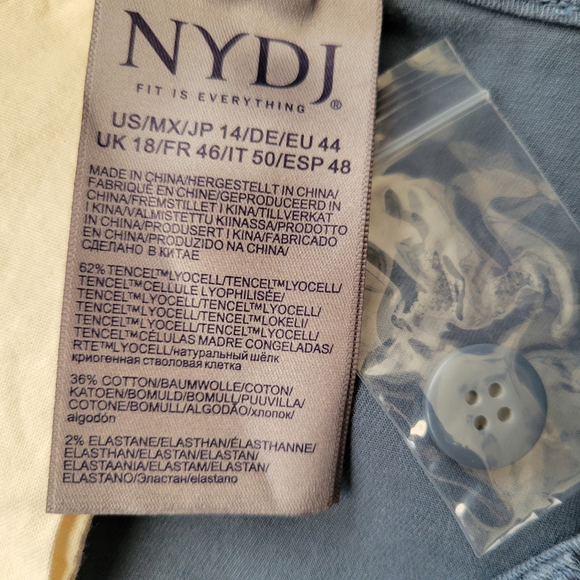 NYDJ
FIT IS EVERYTHING ®
US/MX/JP 14/DE/EU 44
UK 18/FR 46/IT 50/ESP 48
MADE IN CHINA/HERGESTELLT IN CHINA/
FABRIQUÉ EN CHINE/GEPRODUCEERD IN
CHINA/FREMSTILLET I KINA/TILLVERKAT
I KINA/VALMISTETTU KIINASSA/PRODOTTO
IN CHINA/PRODUSERT I KINA/FABRICADO
EN CHINA/PRODUZIDO NA CHINA/
СДЕЛАНО В КИТАЕ
62% TENCEL™LYOCELL/TENCEL™LYOCELL/
TENCEL™CELLULE LYOPHILISÉE/
TENCEL™LYOCELL/TENCEL™LYOCELL/
TENCEL™LYOCELL/TENCEL™LOKELI/
TENCEL™LYOCELL/TENCEL™LYOCELL/
TENCEL™CÉLULAS MADRE CONGELADAS/
RTE™LYOCELL/натуральный шёлк
криогенная стволовая клетка
36% COTTON/BAUMWOLLE/COTON/
KATOEN/BOMULD/BOMULL/PUUVILLA/
COTONE/BOMULL/ALGODÃO/хлопок/
algodón
2% ELASTANE/ELASTHAN/ÉLASTHANNE/
ELASTHAN/ELASTAN/ELASTAN/
ELASTAANIA/ELASTAM/ELASTAN/
ELASTANO/Эластан/elastano